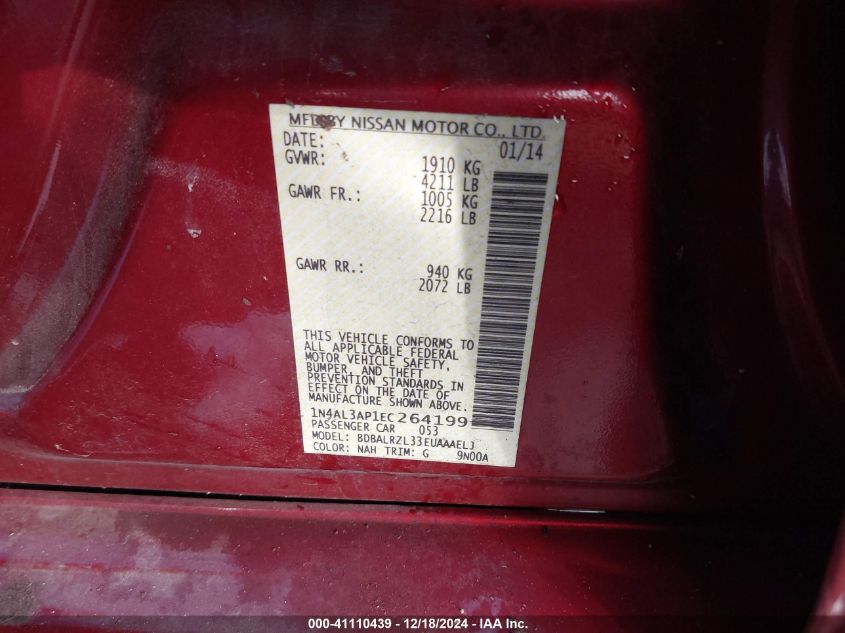 MFD BY NISSAN MOTOR CO., LTD.
DATE: 01/14
GVWR: 1910 KG
4211 LB
GAWR FR.: 1005 KG
2216 LB
GAWR RR.: 940 KG
2072 LB
THIS VEHICLE CONFORMS TO
ALL APPLICABLE FEDERAL
MOTOR VEHICLE SAFETY,
BUMPER, AND THEFT
PREVENTION STANDARDS IN
EFFECT ON THE DATE OF
MANUFACTURE SHOWN ABOVE.
1N4AL3AP1EC264199
PASSENGER CAR 053
MODEL: BDBALRZL33EUAAAELJ
COLOR: NAH TRIM: G 9N00A
000-41110439 - 12/18/2024 - IAA Inc.